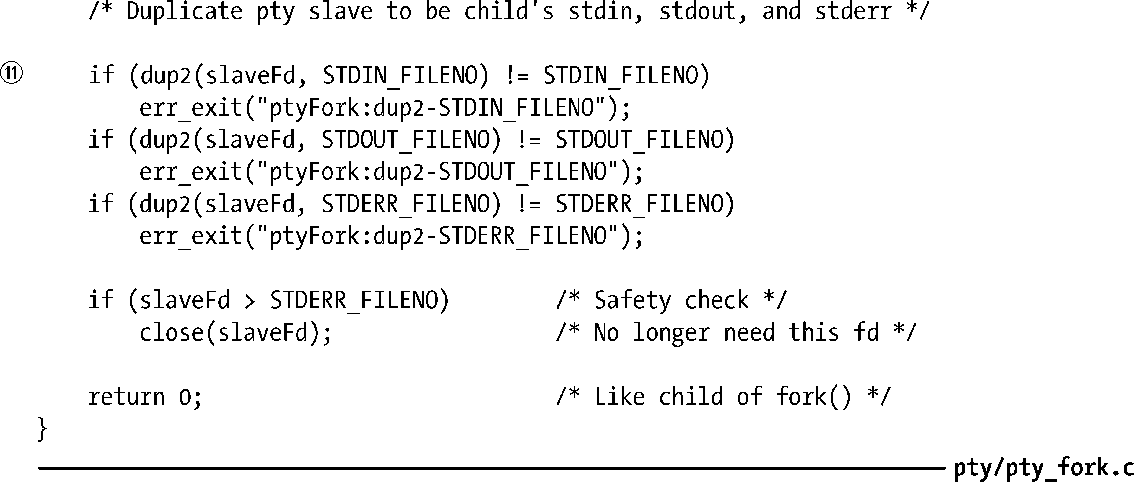 /* Duplicate pty slave to be child's stdin, stdout, and stderr */
⑪ if (dup2(slaveFd, STDIN_FILENO) != STDIN_FILENO)
err_exit("ptyFork:dup2-STDIN_FILENO");
if (dup2(slaveFd, STDOUT_FILENO) != STDOUT_FILENO)
err_exit("ptyFork:dup2-STDOUT_FILENO");
if (dup2(slaveFd, STDERR_FILENO) != STDERR_FILENO)
err_exit("ptyFork:dup2-STDERR_FILENO");
if (slaveFd > STDERR_FILENO) /* Safety check */
close(slaveFd); /* No longer need this fd */
return 0; /* Like child of fork() */
}
pty/pty_fork.c